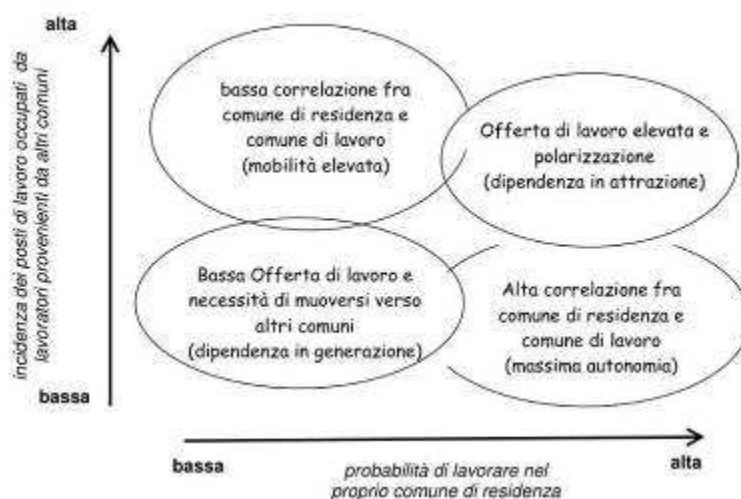 alta
incidenza dei posti di lavoro occupati da
lavoratori provenienti da altri comuni
bassa
bassa correlazione fra
comune di residenza e
comune di lavoro
(mobilità elevata)
Offerta di lavoro elevata e
polarizzazione
(dipendenza in attrazione)
Bassa Offerta di lavoro e
necessità di muoversi verso
altri comuni
(dipendenza in generazione)
Alta correlazione fra
comune di residenza e
comune di lavoro
(massima autonomia)
bassa
probabilità di lavorare nel
proprio comune di residenza
alta